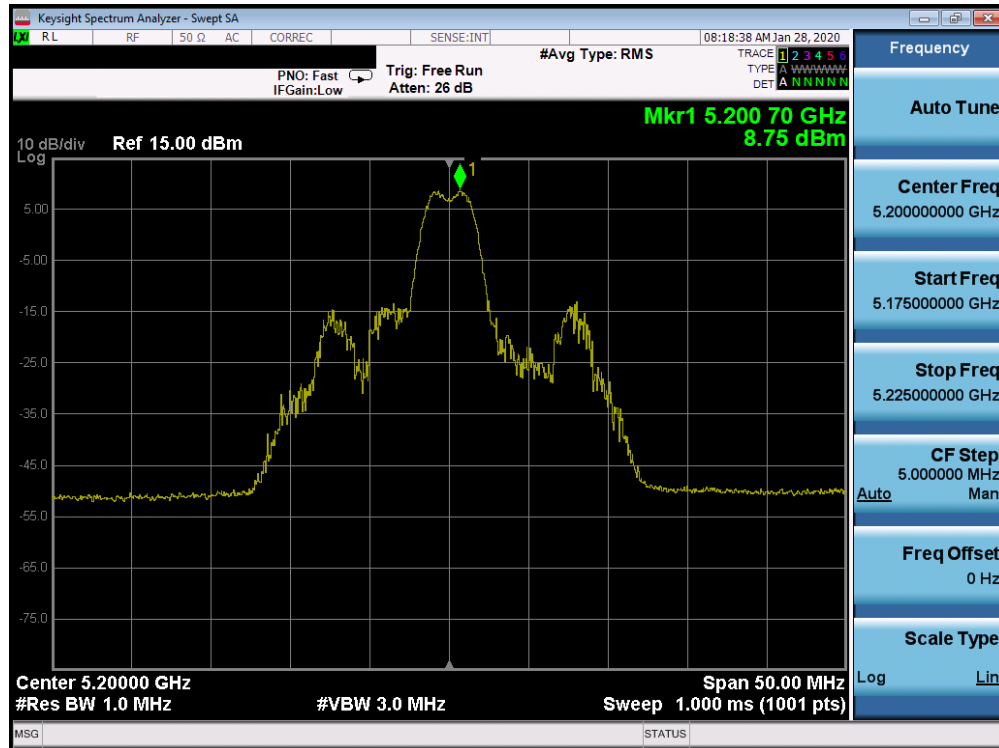 Keysight Spectrum Analyzer - Swept SA
LXI RL RF 50 Ω AC CORREC SENSE:INT 08:18:38 AM Jan 28, 2020
#Avg Type: RMS TRACE 1 2 3 4 5 6
PNO: Fast Trig: Free Run TYPE A WWWWW
IFGain:Low Atten: 26 dB DET A N N N N N
Mkr1 5.200 70 GHz
10 dB/div Ref 15.00 dBm 8.75 dBm
Log
1
5.00
-5.00
-15.0
-25.0
-35.0
-45.0
-55.0
-65.0
-75.0
Center 5.20000 GHz Span 50.00 MHz
#Res BW 1.0 MHz #VBW 3.0 MHz Sweep 1.000 ms (1001 pts)
MSG STATUS
Frequency
Auto Tune
Center Freq
5.200000000 GHz
Start Freq
5.175000000 GHz
Stop Freq
5.225000000 GHz
CF Step
5.000000 MHz
Auto Man
Freq Offset
0 Hz
Scale Type
Log Lin